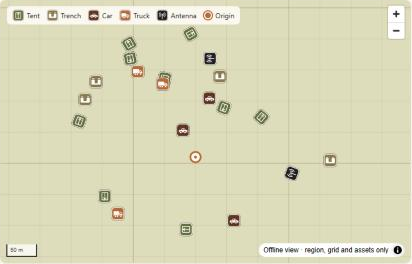 Tent Trench Car Truck Antenna Origin
+
−
50 m
Offline view · region, grid and assets only